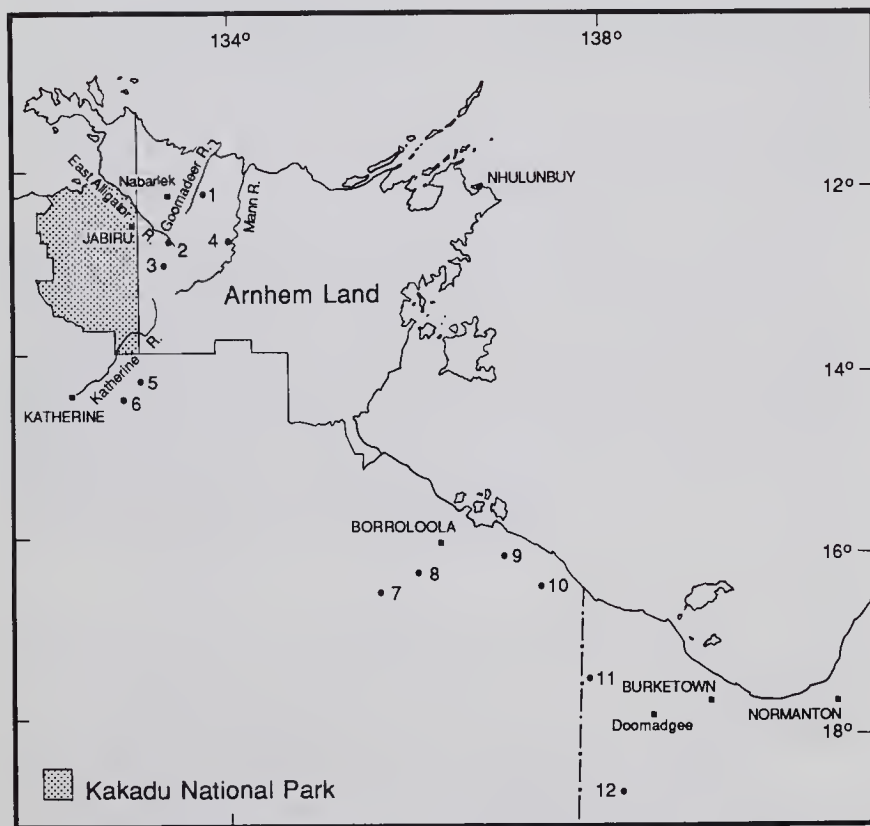 134°
138°
12°
14°
16°
18°
East Alligator
R.
Nabarlek
Goomadeer R.
Mann R.
NHULUNBUY
JABIRU
1
2
3
4
Arnhem Land
Katherine R.
5
6
KATHERINE
BORROLOOLA
7
8
9
10
11
BURKETOWN
Doomadgee
NORMANTON
12
Kakadu National Park